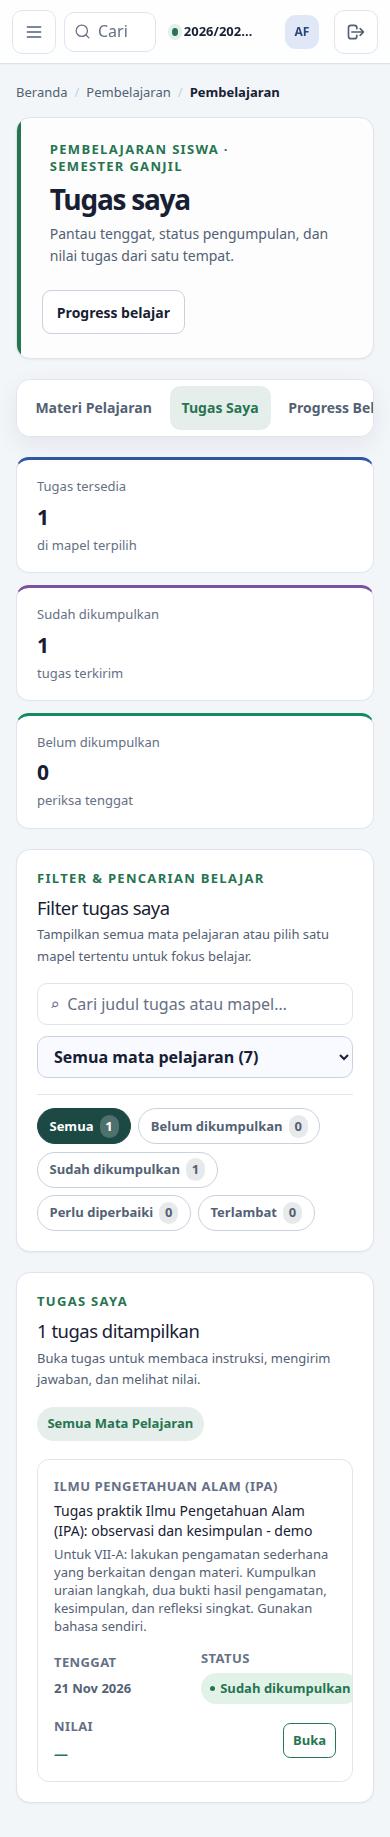 Cari
2026/202...
AF
Beranda / Pembelajaran / Pembelajaran
PEMBELAJARAN SISWA ·
SEMESTER GANJIL
Tugas saya
Pantau tenggat, status pengumpulan, dan
nilai tugas dari satu tempat.
Progress belajar
Materi Pelajaran
Tugas Saya
Progress Bel
Tugas tersedia
1
di mapel terpilih
Sudah dikumpulkan
1
tugas terkirim
Belum dikumpulkan
0
periksa tenggat
FILTER & PENCARIAN BELAJAR
Filter tugas saya
Tampilkan semua mata pelajaran atau pilih satu
mapel tertentu untuk fokus belajar.
Cari judul tugas atau mapel...
Semua mata pelajaran (7)
Semua 1
Belum dikumpulkan 0
Sudah dikumpulkan 1
Perlu diperbaiki 0
Terlambat 0
TUGAS SAYA
1 tugas ditampilkan
Buka tugas untuk membaca instruksi, mengirim
jawaban, dan melihat nilai.
Semua Mata Pelajaran
ILMU PENGETAHUAN ALAM (IPA)
Tugas praktik Ilmu Pengetahuan Alam
(IPA): observasi dan kesimpulan - demo
Untuk VII-A: lakukan pengamatan sederhana
yang berkaitan dengan materi. Kumpulkan
uraian langkah, dua bukti hasil pengamatan,
kesimpulan, dan refleksi singkat. Gunakan
bahasa sendiri.
TENGGAT
21 Nov 2026
STATUS
Sudah dikumpulkan
NILAI
—
Buka